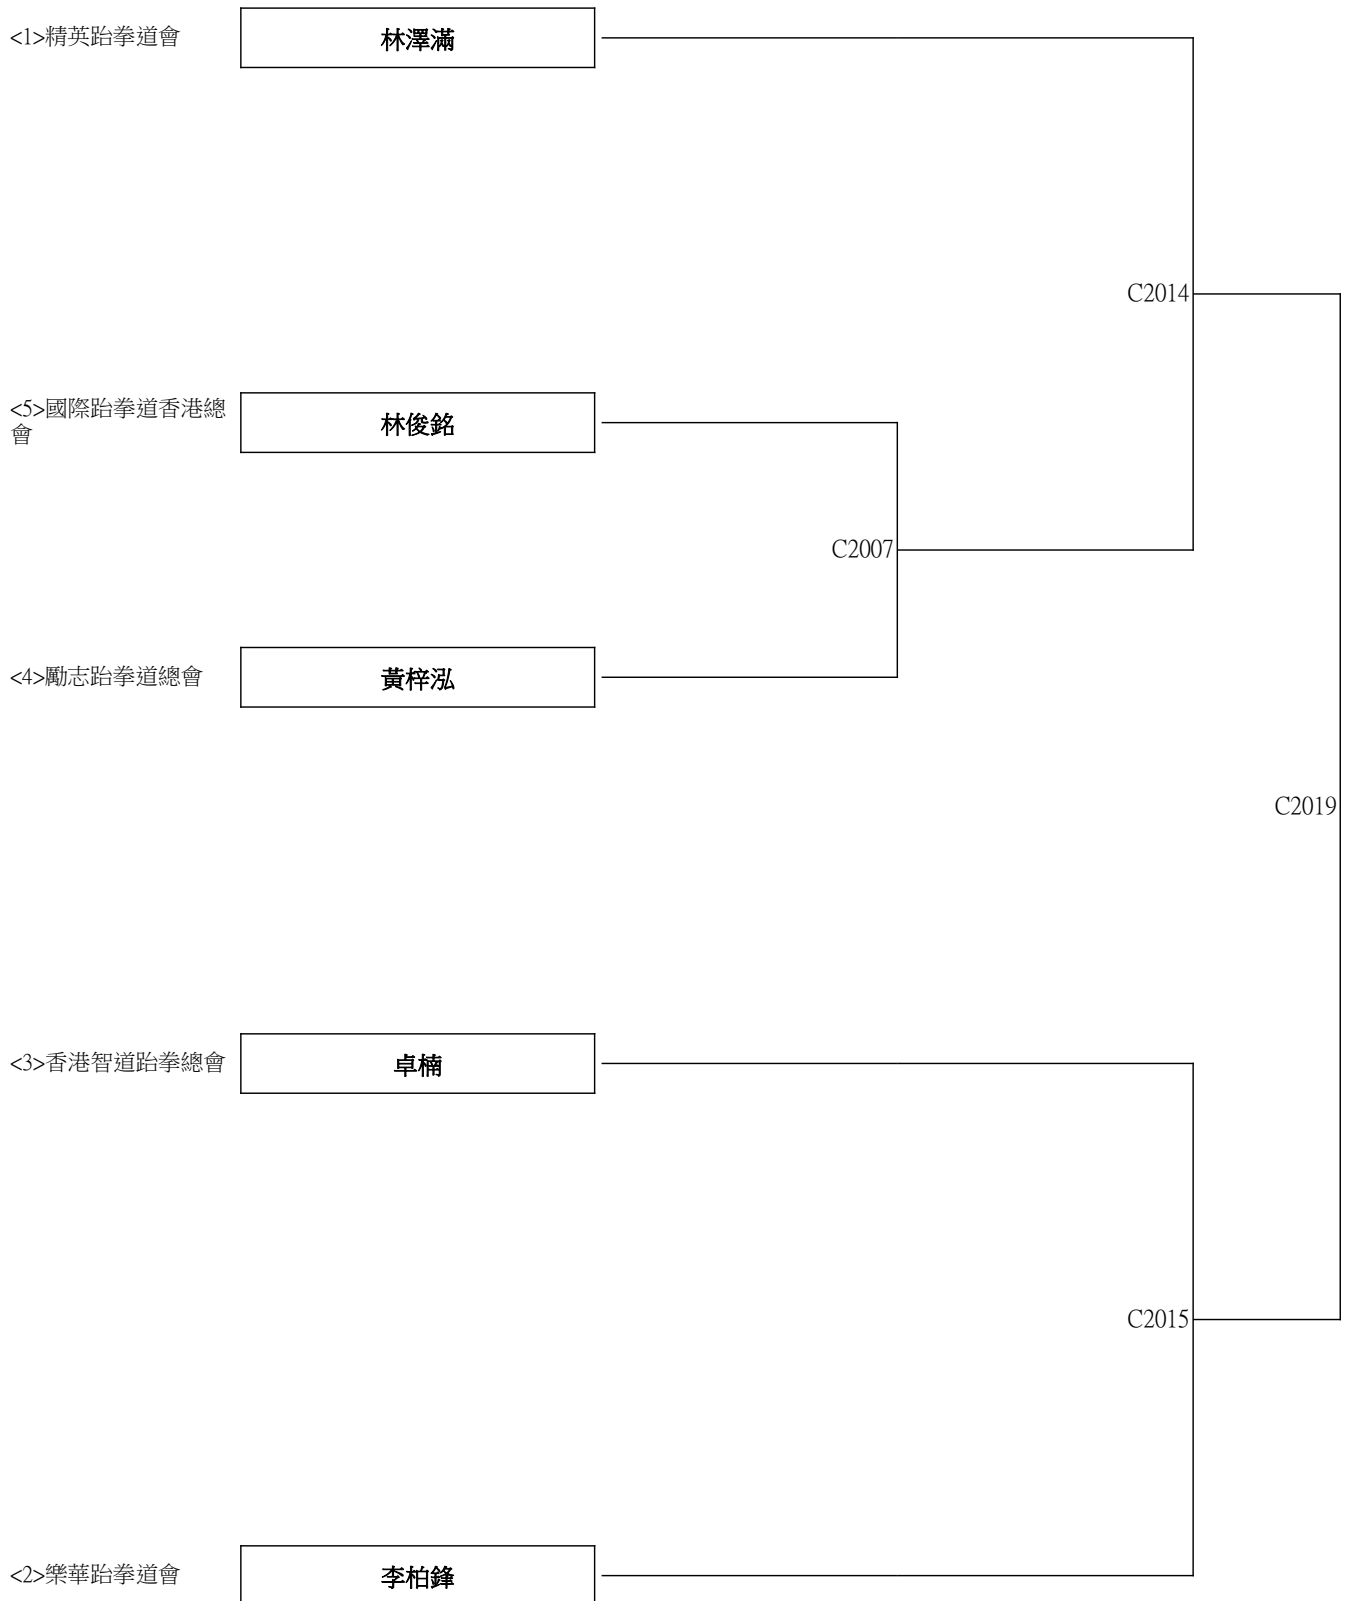 <1>精英跆拳道會
林澤滿
C2014
<5>國際跆拳道香港總
會
林俊銘
C2007
<4>勵志跆拳道總會
黃梓泓
C2019
<3>香港智道跆拳總會
卓楠
C2015
<2>樂華跆拳道會
李柏鋒